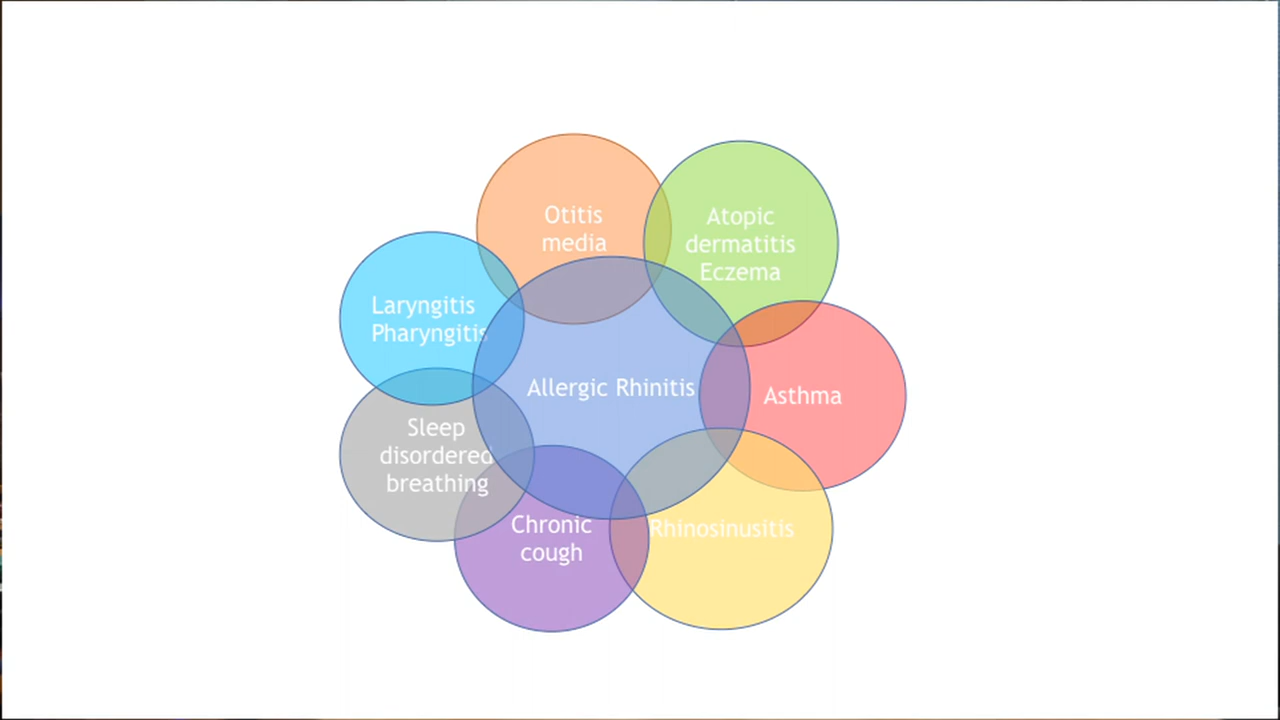 Otitis
media
Atopic
dermatitis
Eczema
Laryngitis
Pharyngitis
Allergic Rhinitis
Asthma
Sleep
disordered
breathing
Chronic
cough
Rhinosinusitis